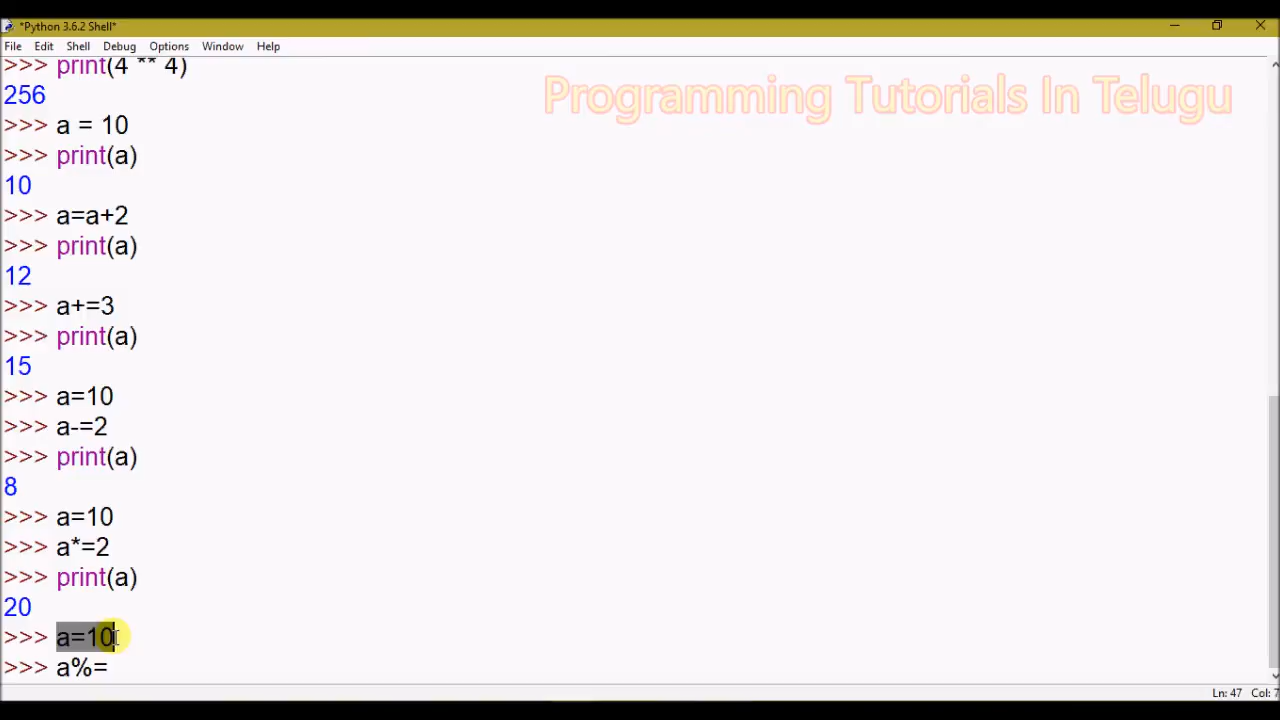 *Python 3.6.2 Shell*
File Edit Shell Debug Options Window Help
>>> print(4 ** 4)
Programming Tutorials In Telugu
256
>>> a = 10
>>> print(a)
10
>>> a=a+2
>>> print(a)
12
>>> a+=3
>>> print(a)
15
>>> a=10
>>> a-=2
>>> print(a)
8
>>> a=10
>>> a*=2
>>> print(a)
20
>>> a=10
>>> a%=
Ln: 47 Col: 7